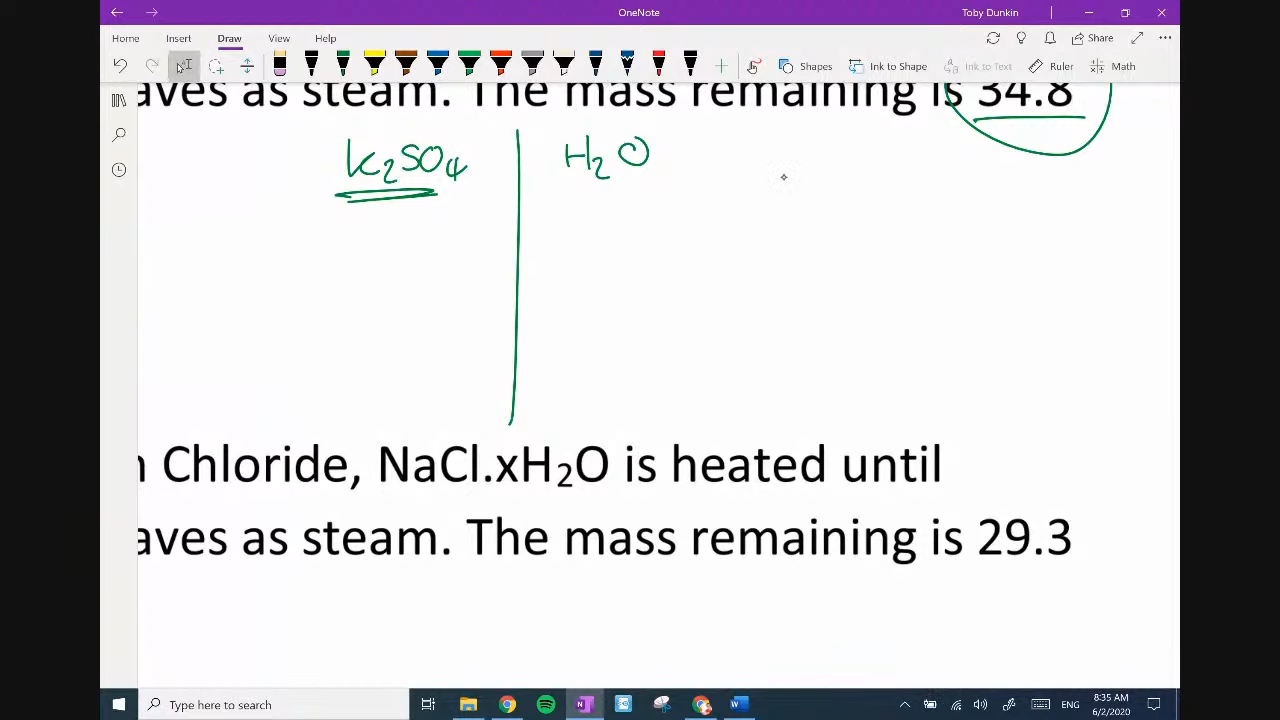 OneNote
Toby Dunkin
Home Insert Draw View Help
Share
Shapes Ink to Shape Ink to Text Ruler Math
aves as steam. The mass remaining is 34.8
K₂SO₄ H₂O
n Chloride, NaCl.xH₂O is heated until
aves as steam. The mass remaining is 29.3
Type here to search
ENG
8:35 AM
6/2/2020